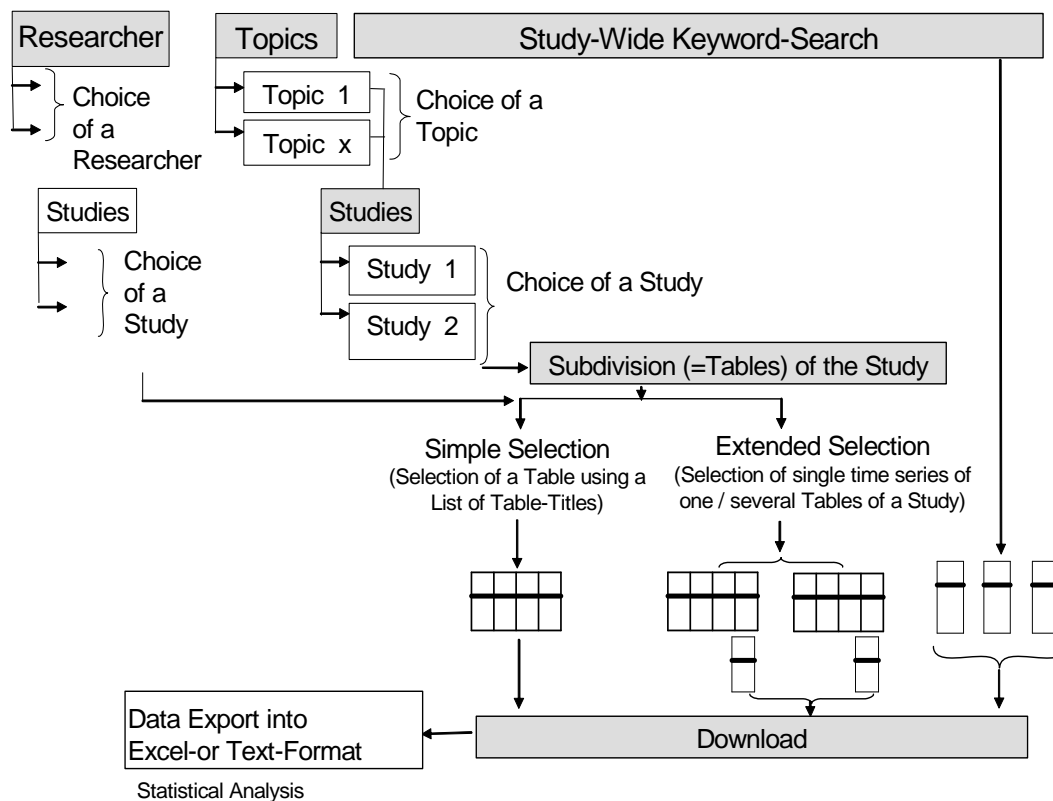 Researcher
Topics
Study-Wide Keyword-Search
Choice
of a
Researcher
Topic 1
Topic x
Choice of a
Topic
Studies
Choice
of a
Study
Studies
Study 1
Study 2
Choice of a Study
Subdivision (=Tables) of the Study
Simple Selection
(Selection of a Table using a
List of Table-Titles)
Extended Selection
(Selection of single time series of
one / several Tables of a Study)
Data Export into
Excel-or Text-Format
Download
Statistical Analysis